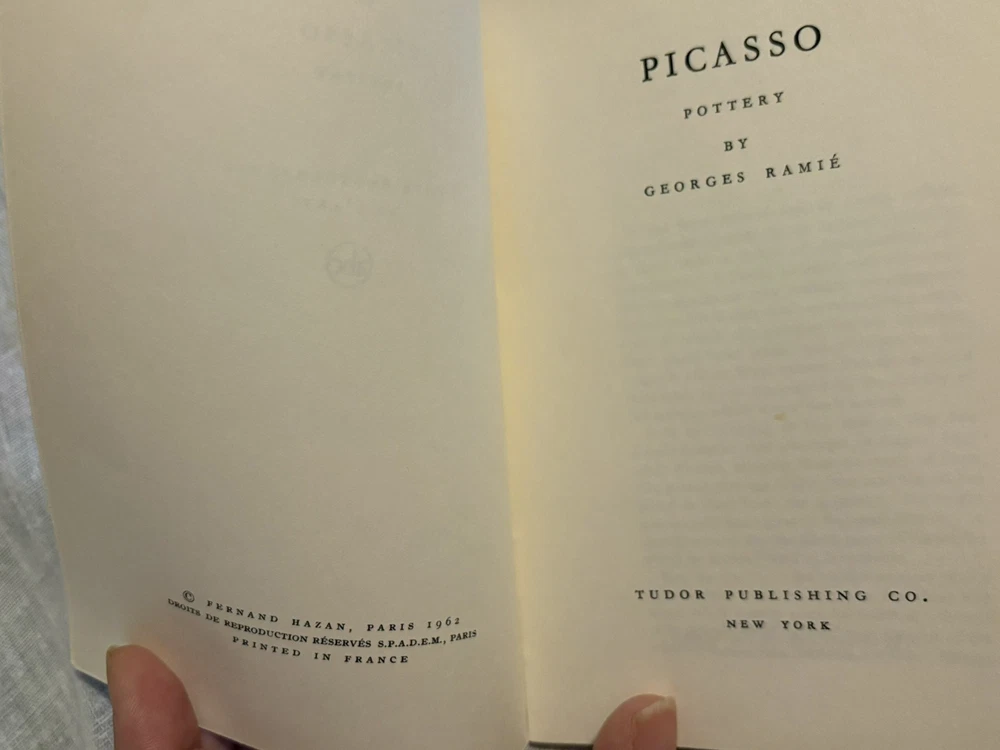 © FERNAND HAZAN, PARIS 1962
DROITS DE REPRODUCTION RÉSERVÉS S.P.A.D.E.M., PARIS
PRINTED IN FRANCE
PICASSO
POTTERY
BY
GEORGES RAMIÉ
TUDOR PUBLISHING CO.
NEW YORK